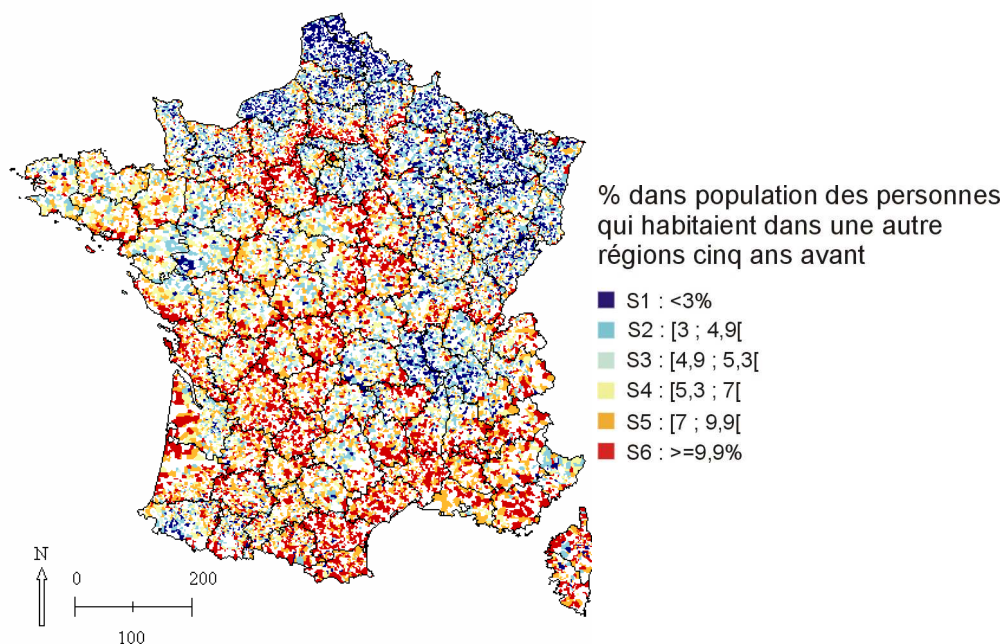 % dans population des personnes
qui habitaient dans une autre
régions cinq ans avant
S1 : <3%
S2 : [3 ; 4,9[
S3 : [4,9 ; 5,3[
S4 : [5,3 ; 7[
S5 : [7 ; 9,9[
S6 : >=9,9%
N
0 200
100